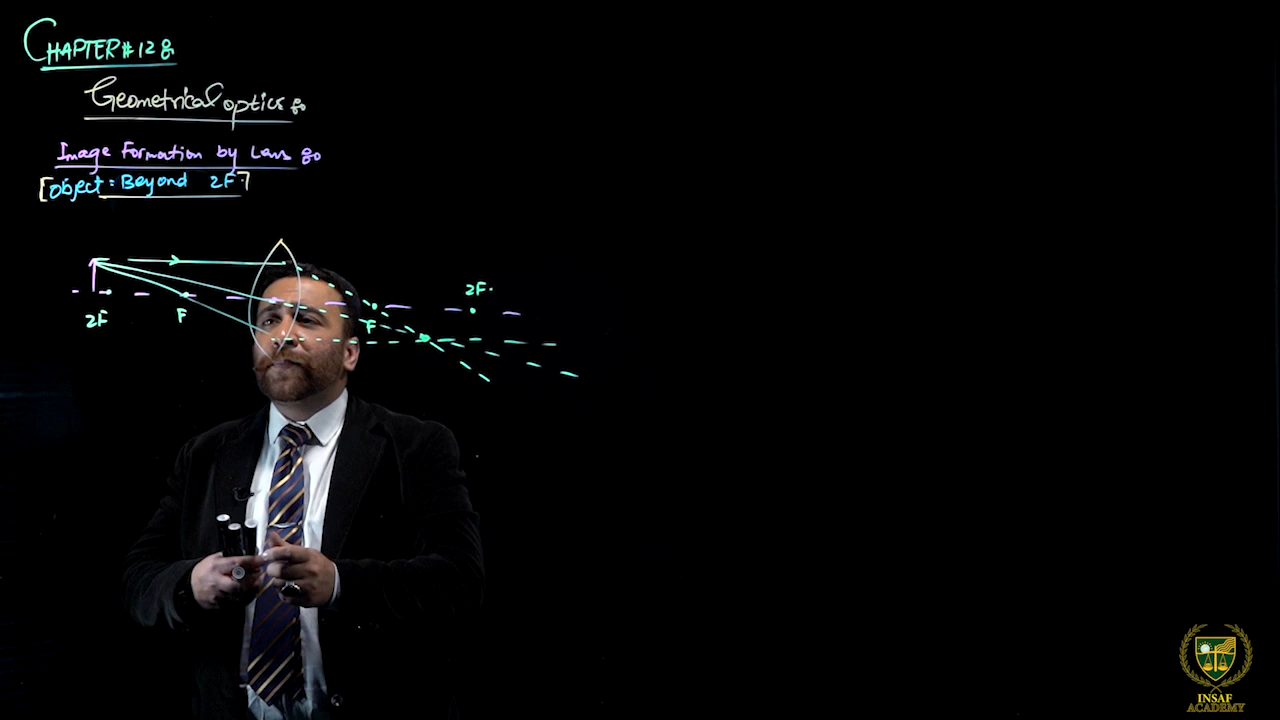 CHAPTER # 12 :
Geometrical optics :
Image Formation by Lens :
[Object: Beyond 2F.]
2F.
2F
F
F
INSAF
ACADEMY